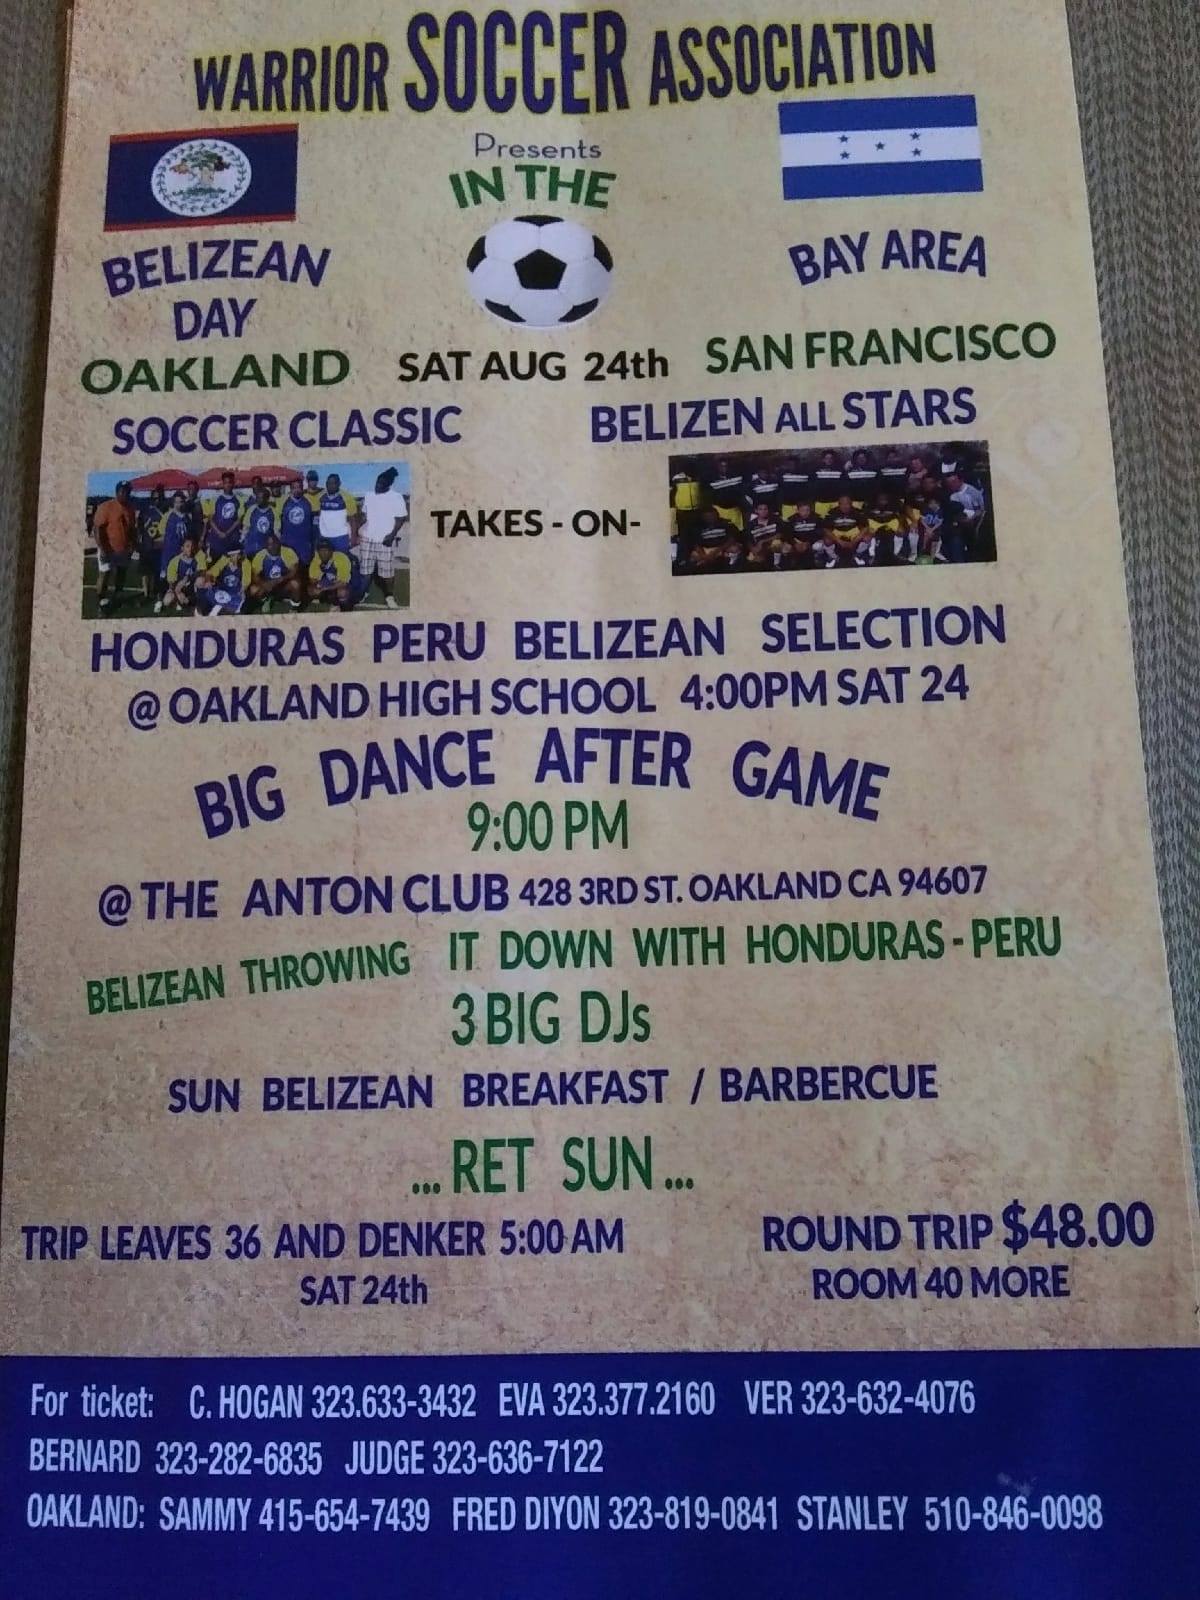 WARRIOR SOCCER ASSOCIATION
Presents
IN THE
BELIZEAN DAY
BAY AREA
OAKLAND SAT AUG 24th SAN FRANCISCO
SOCCER CLASSIC BELIZEN ALL STARS
TAKES - ON-
HONDURAS PERU BELIZEAN SELECTION
@ OAKLAND HIGH SCHOOL 4:00PM SAT 24
BIG DANCE AFTER GAME
9:00 PM
@ THE ANTON CLUB 428 3RD ST. OAKLAND CA 94607
BELIZEAN THROWING IT DOWN WITH HONDURAS - PERU
3 BIG DJs
SUN BELIZEAN BREAKFAST / BARBERCUE
... RET SUN ...
TRIP LEAVES 36 AND DENKER 5:00 AM ROUND TRIP $48.00
SAT 24th ROOM 40 MORE
For ticket: C. HOGAN 323.633-3432 EVA 323.377.2160 VER 323-632-4076
BERNARD 323-282-6835 JUDGE 323-636-7122
OAKLAND: SAMMY 415-654-7439 FRED DIYON 323-819-0841 STANLEY 510-846-0098